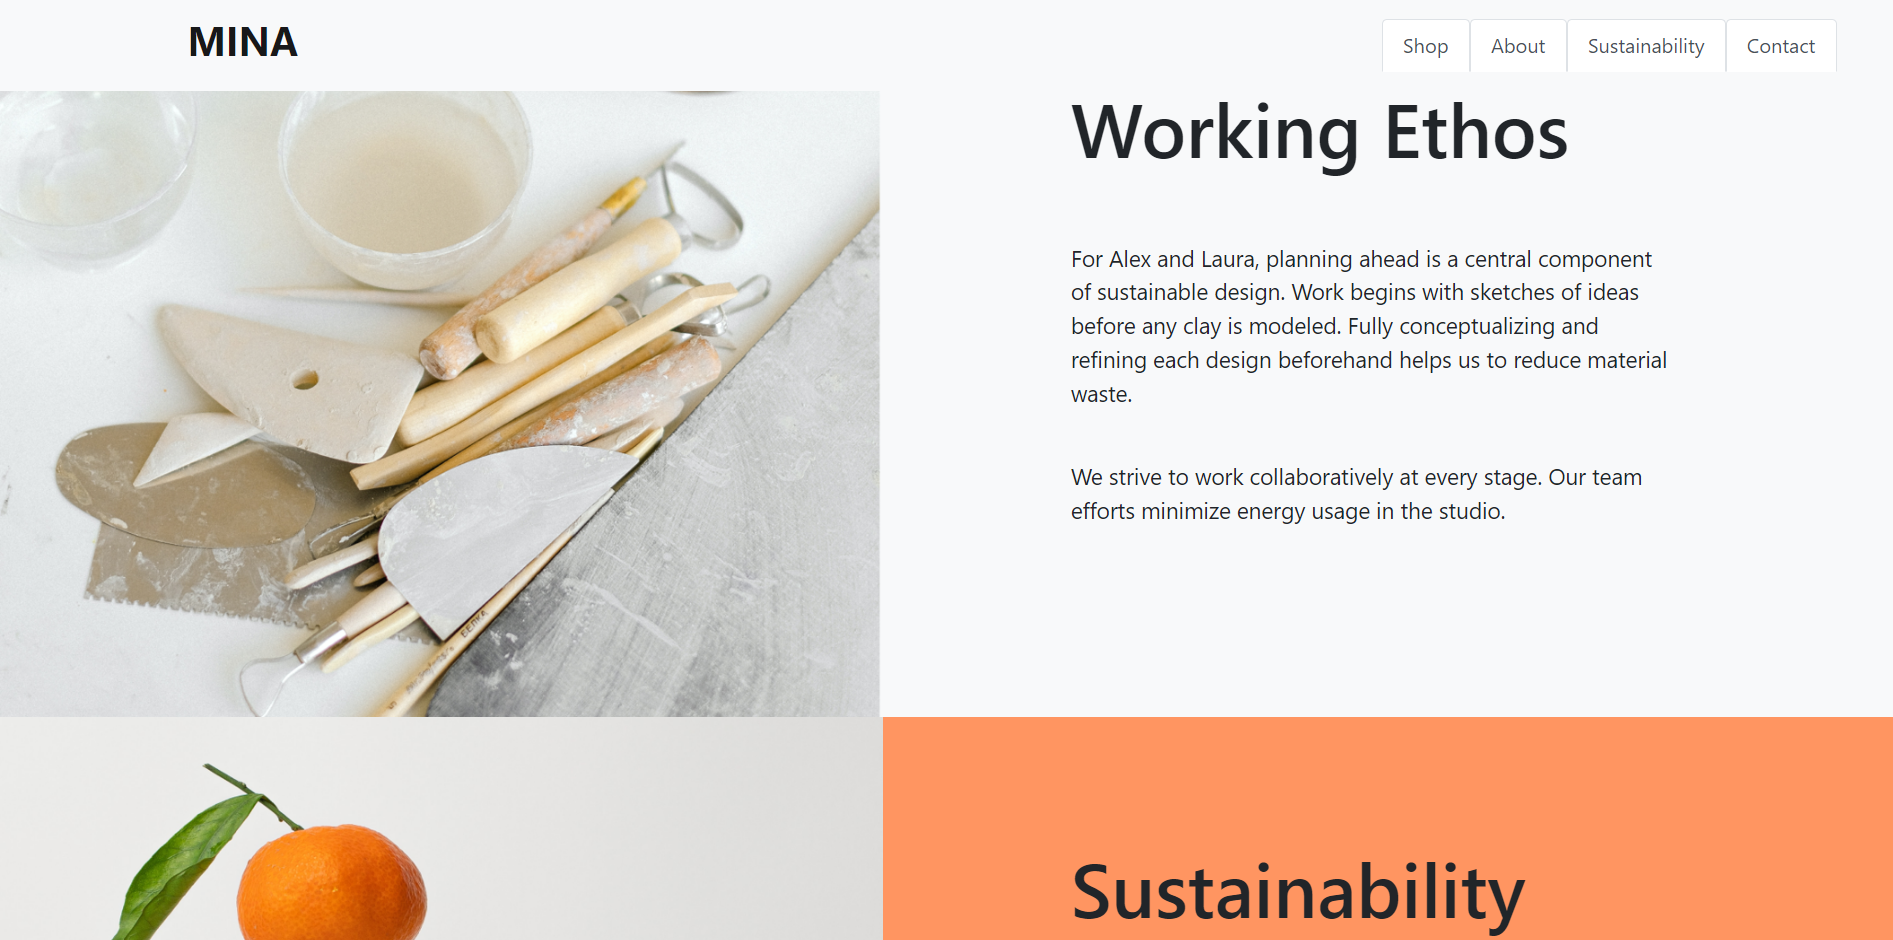 MINA
Shop About Sustainability Contact
Working Ethos
For Alex and Laura, planning ahead is a central component
of sustainable design. Work begins with sketches of ideas
before any clay is modeled. Fully conceptualizing and
refining each design beforehand helps us to reduce material
waste.
We strive to work collaboratively at every stage. Our team
efforts minimize energy usage in the studio.
Sustainability